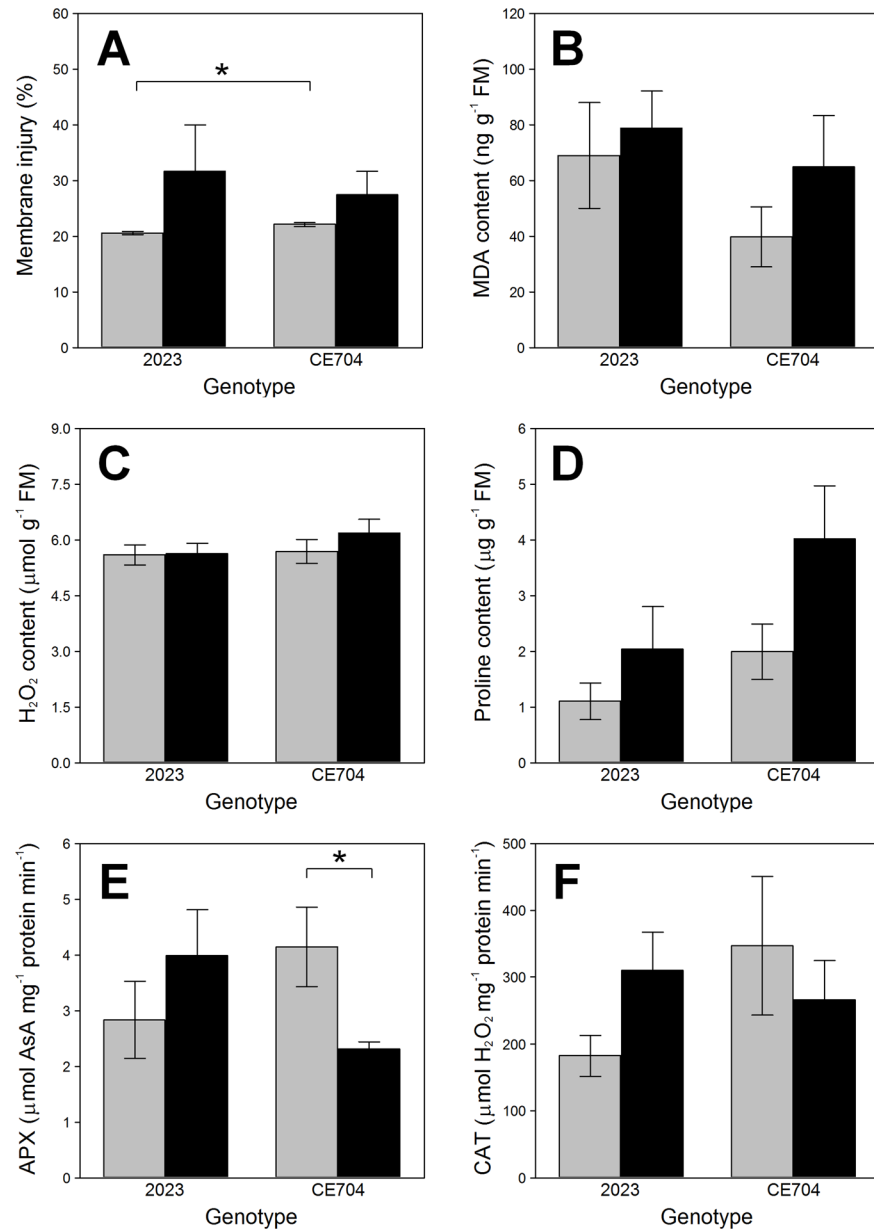 A
*
Membrane injury (%)
60
50
40
30
20
10
0
2023 CE704
Genotype
B
MDA content (ng g⁻¹ FM)
120
100
80
60
40
20
0
2023 CE704
Genotype
C
H₂O₂ content (μmol g⁻¹ FM)
9.0
7.5
6.0
4.5
3.0
1.5
0.0
2023 CE704
Genotype
D
Proline content (μg g⁻¹ FM)
6
5
4
3
2
1
0
2023 CE704
Genotype
E
*
APX (μmol AsA mg⁻¹ protein min⁻¹)
6
5
4
3
2
1
0
2023 CE704
Genotype
F
CAT (μmol H₂O₂ mg⁻¹ protein min⁻¹)
500
400
300
200
100
0
2023 CE704
Genotype